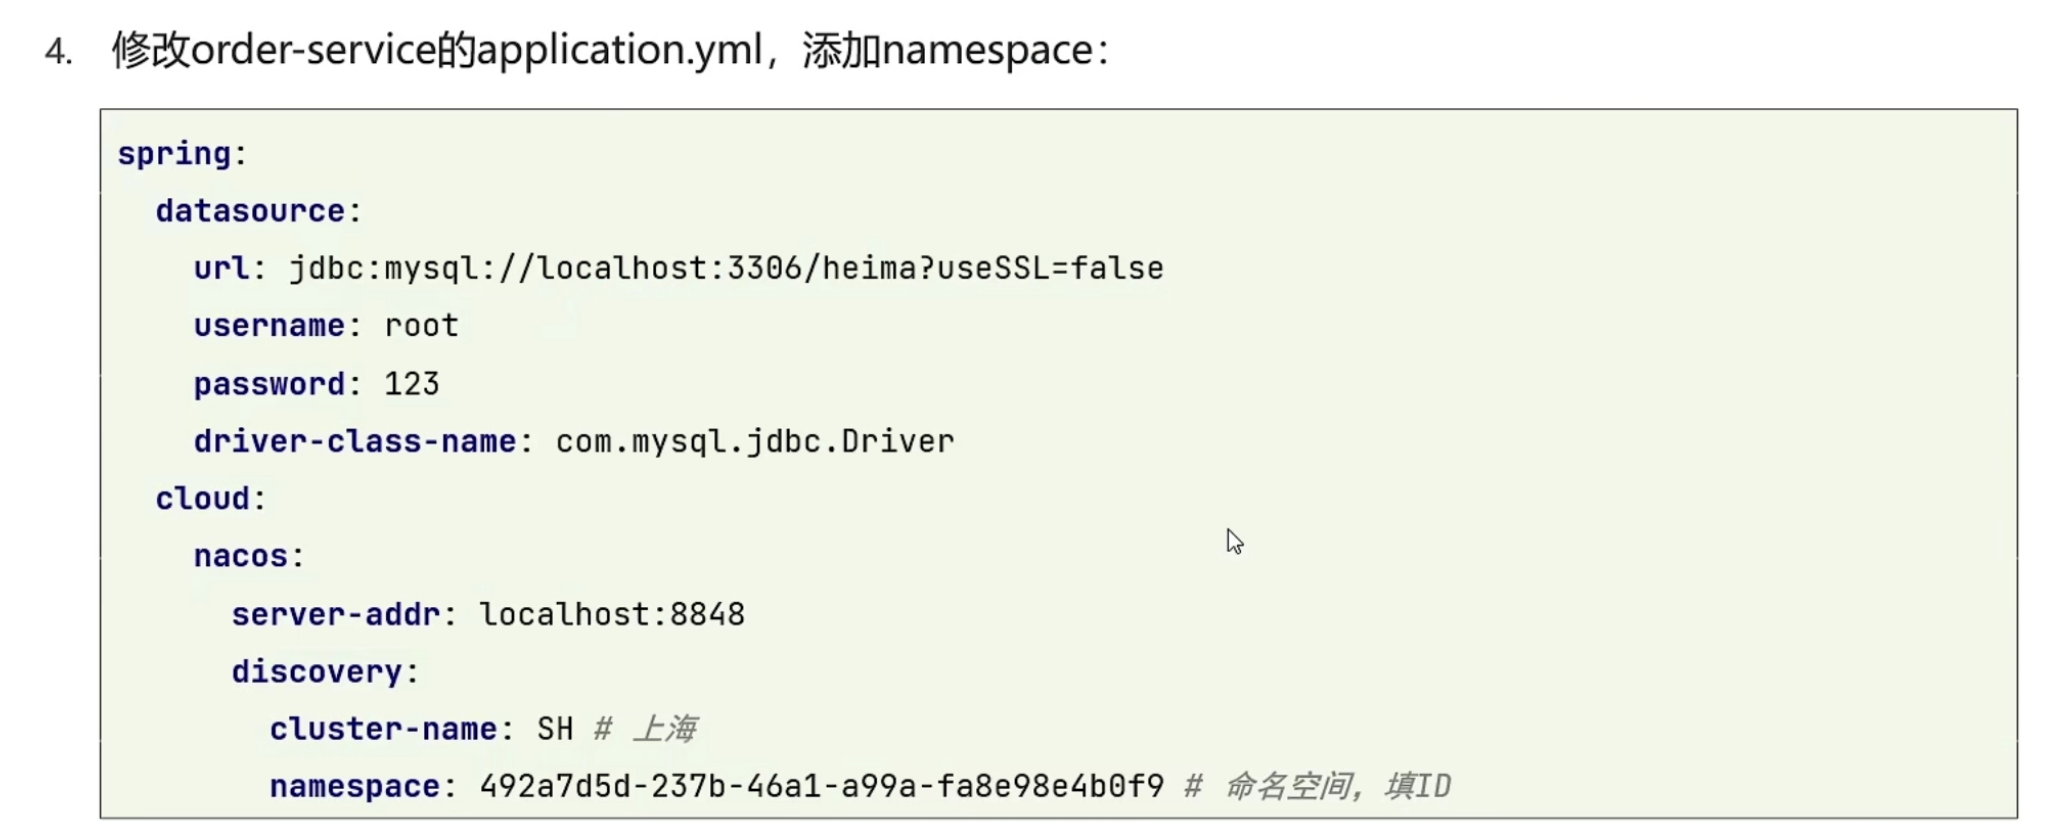 4. 修改order-service的application.yml，添加namespace：
spring:
  datasource:
    url: jdbc:mysql://localhost:3306/heima?useSSL=false
    username: root
    password: 123
    driver-class-name: com.mysql.jdbc.Driver
  cloud:
    nacos:
      server-addr: localhost:8848
      discovery:
        cluster-name: SH # 上海
        namespace: 492a7d5d-237b-46a1-a99a-fa8e98e4b0f9 # 命名空间，填ID